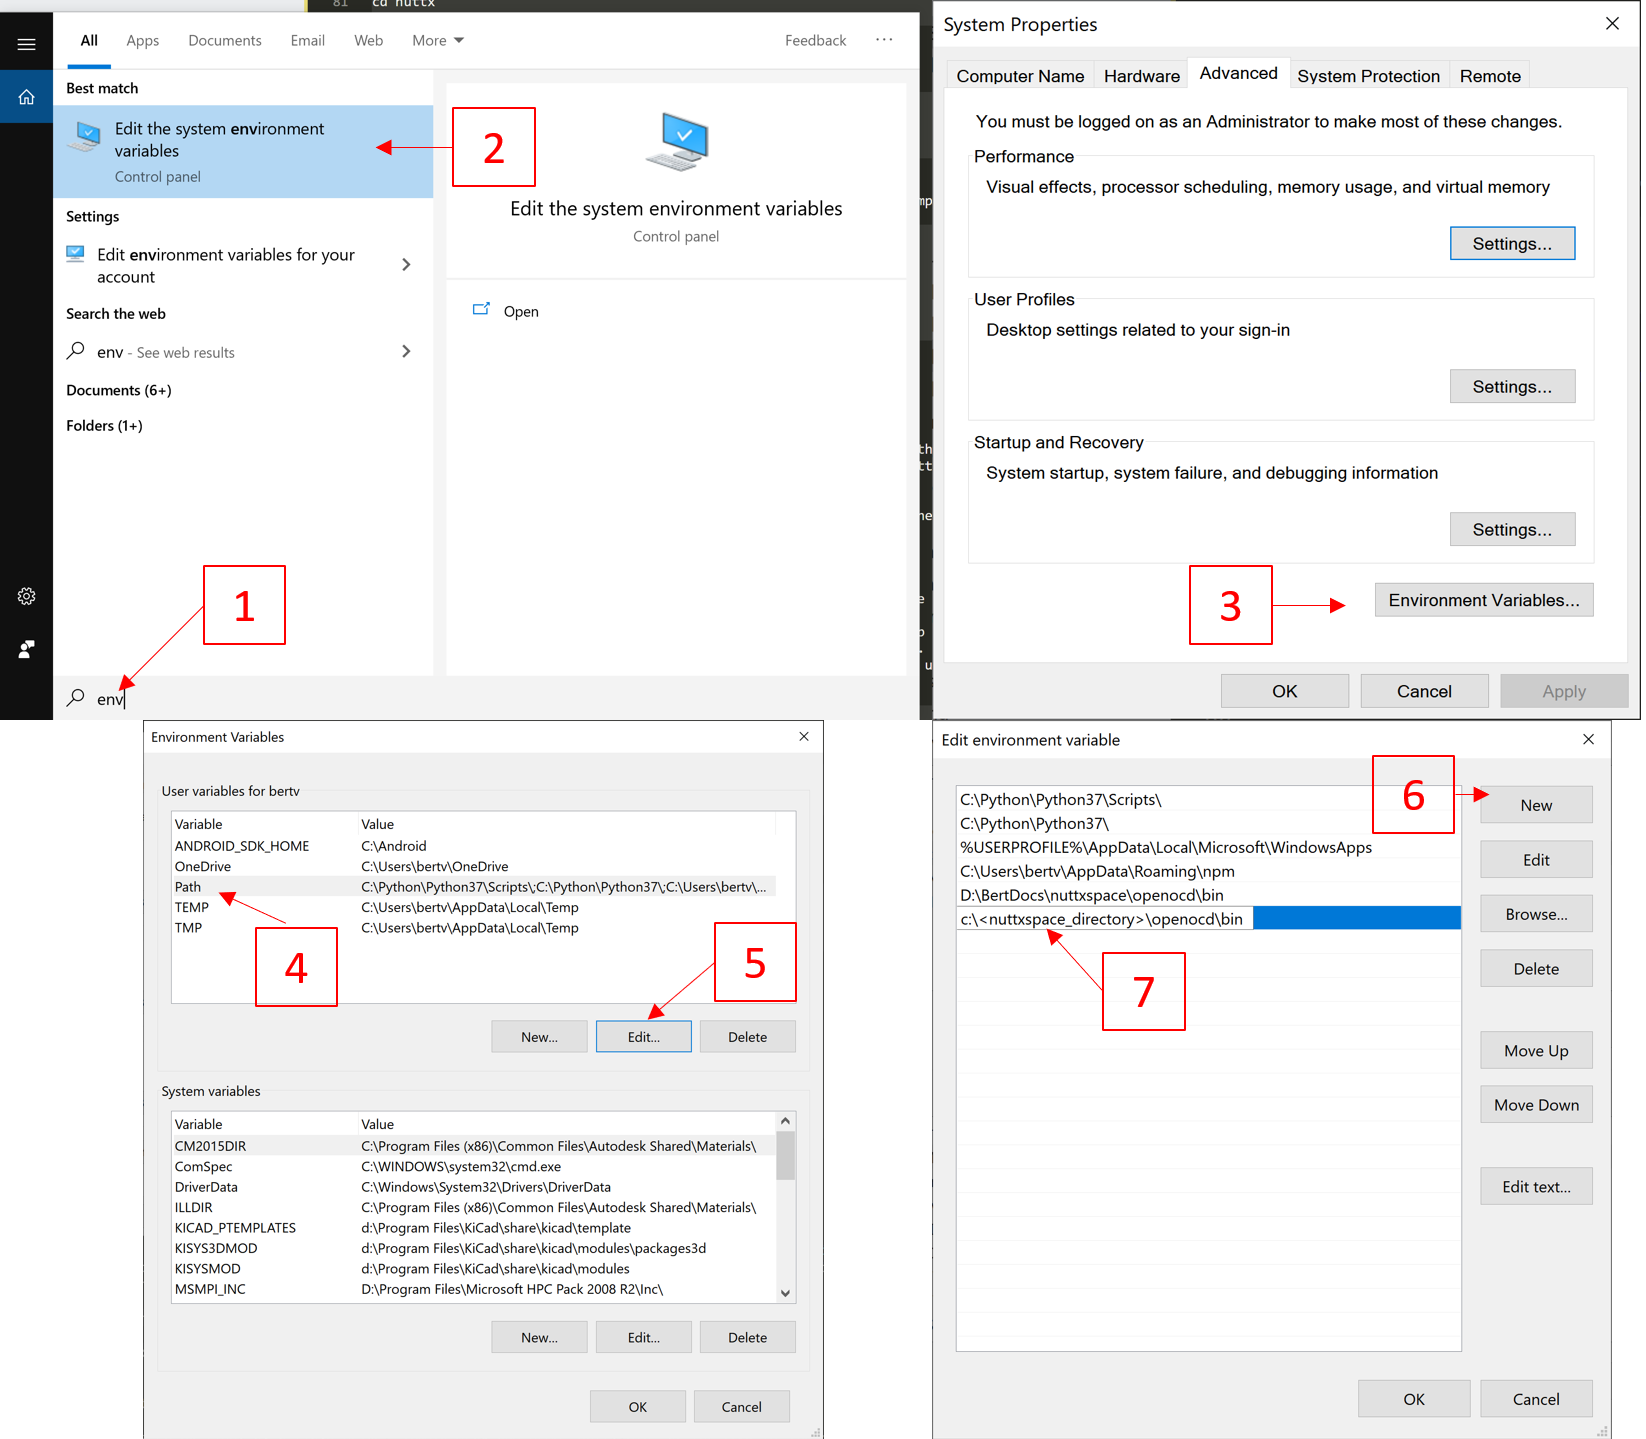 81 cd nuttx
All Apps Documents Email Web More Feedback ···
Best match
Edit the system environment
variables
Control panel
2
Edit the system environment variables
Control panel
Settings
Edit environment variables for your
account
Open
Search the web
env - See web results
Documents (6+)
Folders (1+)
1
env
System Properties
Computer Name Hardware Advanced System Protection Remote
You must be logged on as an Administrator to make most of these changes.
Performance
Visual effects, processor scheduling, memory usage, and virtual memory
Settings...
User Profiles
Desktop settings related to your sign-in
Settings...
Startup and Recovery
System startup, system failure, and debugging information
Settings...
3
Environment Variables...
OK Cancel Apply
Environment Variables
User variables for bertv
Variable Value
ANDROID_SDK_HOME C:\Android
OneDrive C:\Users\bertv\OneDrive
Path C:\Python\Python37\Scripts\;C:\Python\Python37\;C:\Users\bertv\...
TEMP C:\Users\bertv\AppData\Local\Temp
TMP C:\Users\bertv\AppData\Local\Temp
4
5
New... Edit... Delete
System variables
Variable Value
CM2015DIR C:\Program Files (x86)\Common Files\Autodesk Shared\Materials\
ComSpec C:\WINDOWS\system32\cmd.exe
DriverData C:\Windows\System32\Drivers\DriverData
ILLDIR C:\Program Files (x86)\Common Files\Autodesk Shared\Materials\
KICAD_PTEMPLATES d:\Program Files\KiCad\share\kicad\template
KISYS3DMOD d:\Program Files\KiCad\share\kicad\modules\packages3d
KISYSMOD d:\Program Files\KiCad\share\kicad\modules
MSMPI_INC D:\Program Files\Microsoft HPC Pack 2008 R2\Inc\
New... Edit... Delete
OK Cancel
Edit environment variable
6
C:\Python\Python37\Scripts\
C:\Python\Python37\
%USERPROFILE%\AppData\Local\Microsoft\WindowsApps
C:\Users\bertv\AppData\Roaming\npm
D:\BertDocs\nuttxspace\openocd\bin
c:\<nuttxspace_directory>\openocd\bin
7
New
Edit
Browse...
Delete
Move Up
Move Down
Edit text...
OK Cancel